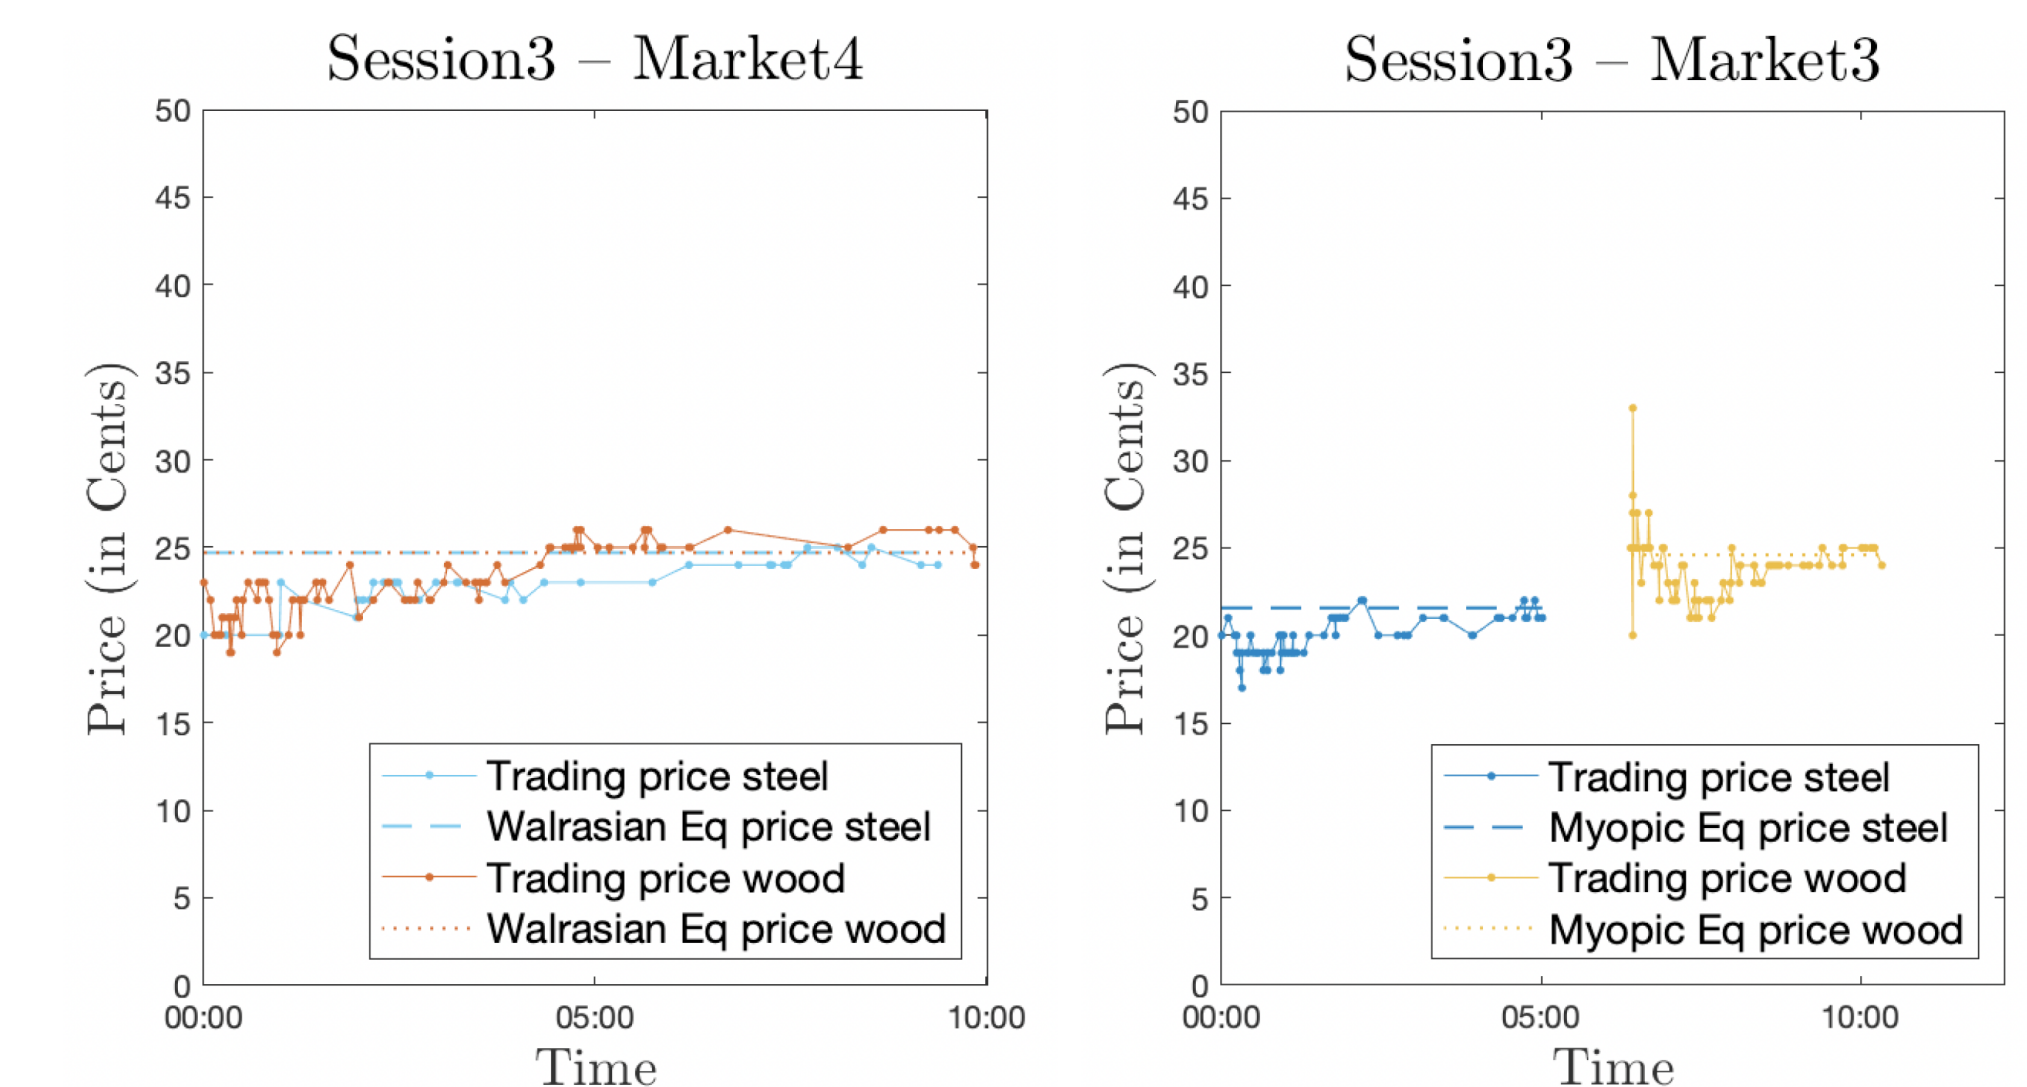 Session3 – Market4
50
45
40
35
30
25
20
15
10
5
0
Price (in Cents)
00:00 05:00 10:00
Time
Trading price steel
Walrasian Eq price steel
Trading price wood
Walrasian Eq price wood
Session3 – Market3
50
45
40
35
30
25
20
15
10
5
0
Price (in Cents)
00:00 05:00 10:00
Time
Trading price steel
Myopic Eq price steel
Trading price wood
Myopic Eq price wood